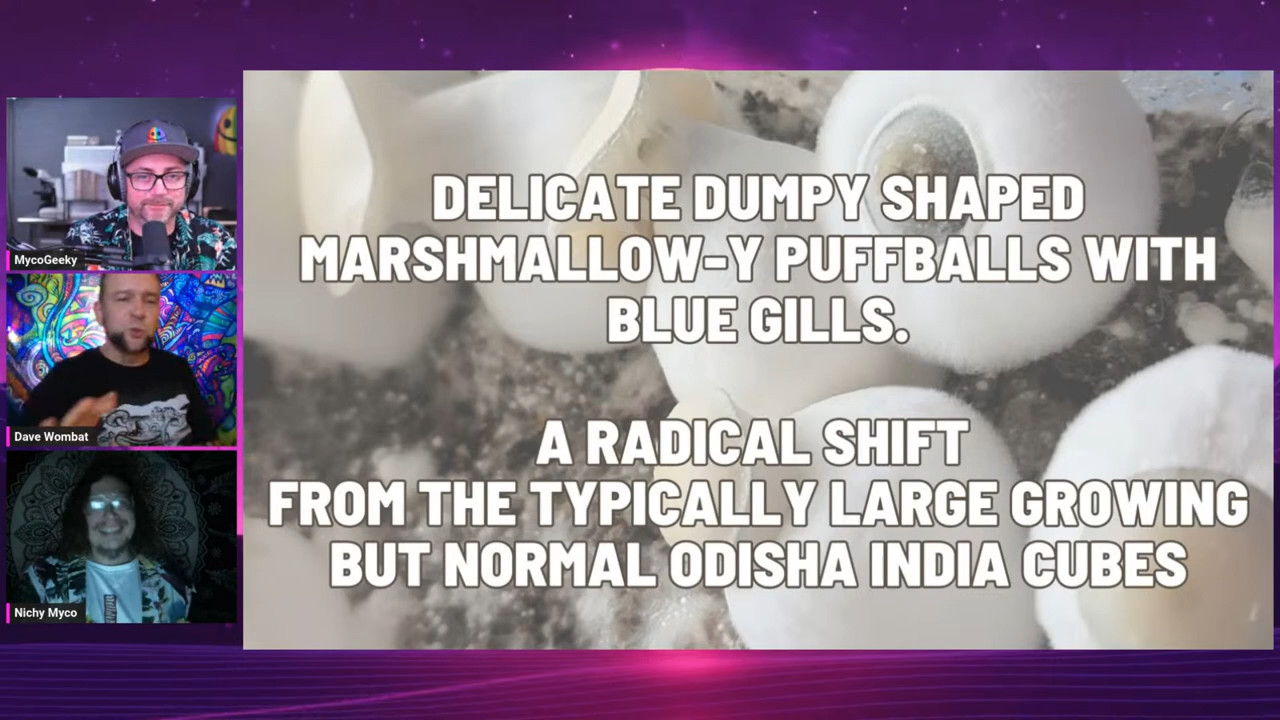 MycoGeeky
Dave Wombat
Nichy Myco
DELICATE DUMPY SHAPED
MARSHMALLOW-Y PUFFBALLS WITH
BLUE GILLS.
A RADICAL SHIFT
FROM THE TYPICALLY LARGE GROWING
BUT NORMAL ODISHA INDIA CUBES